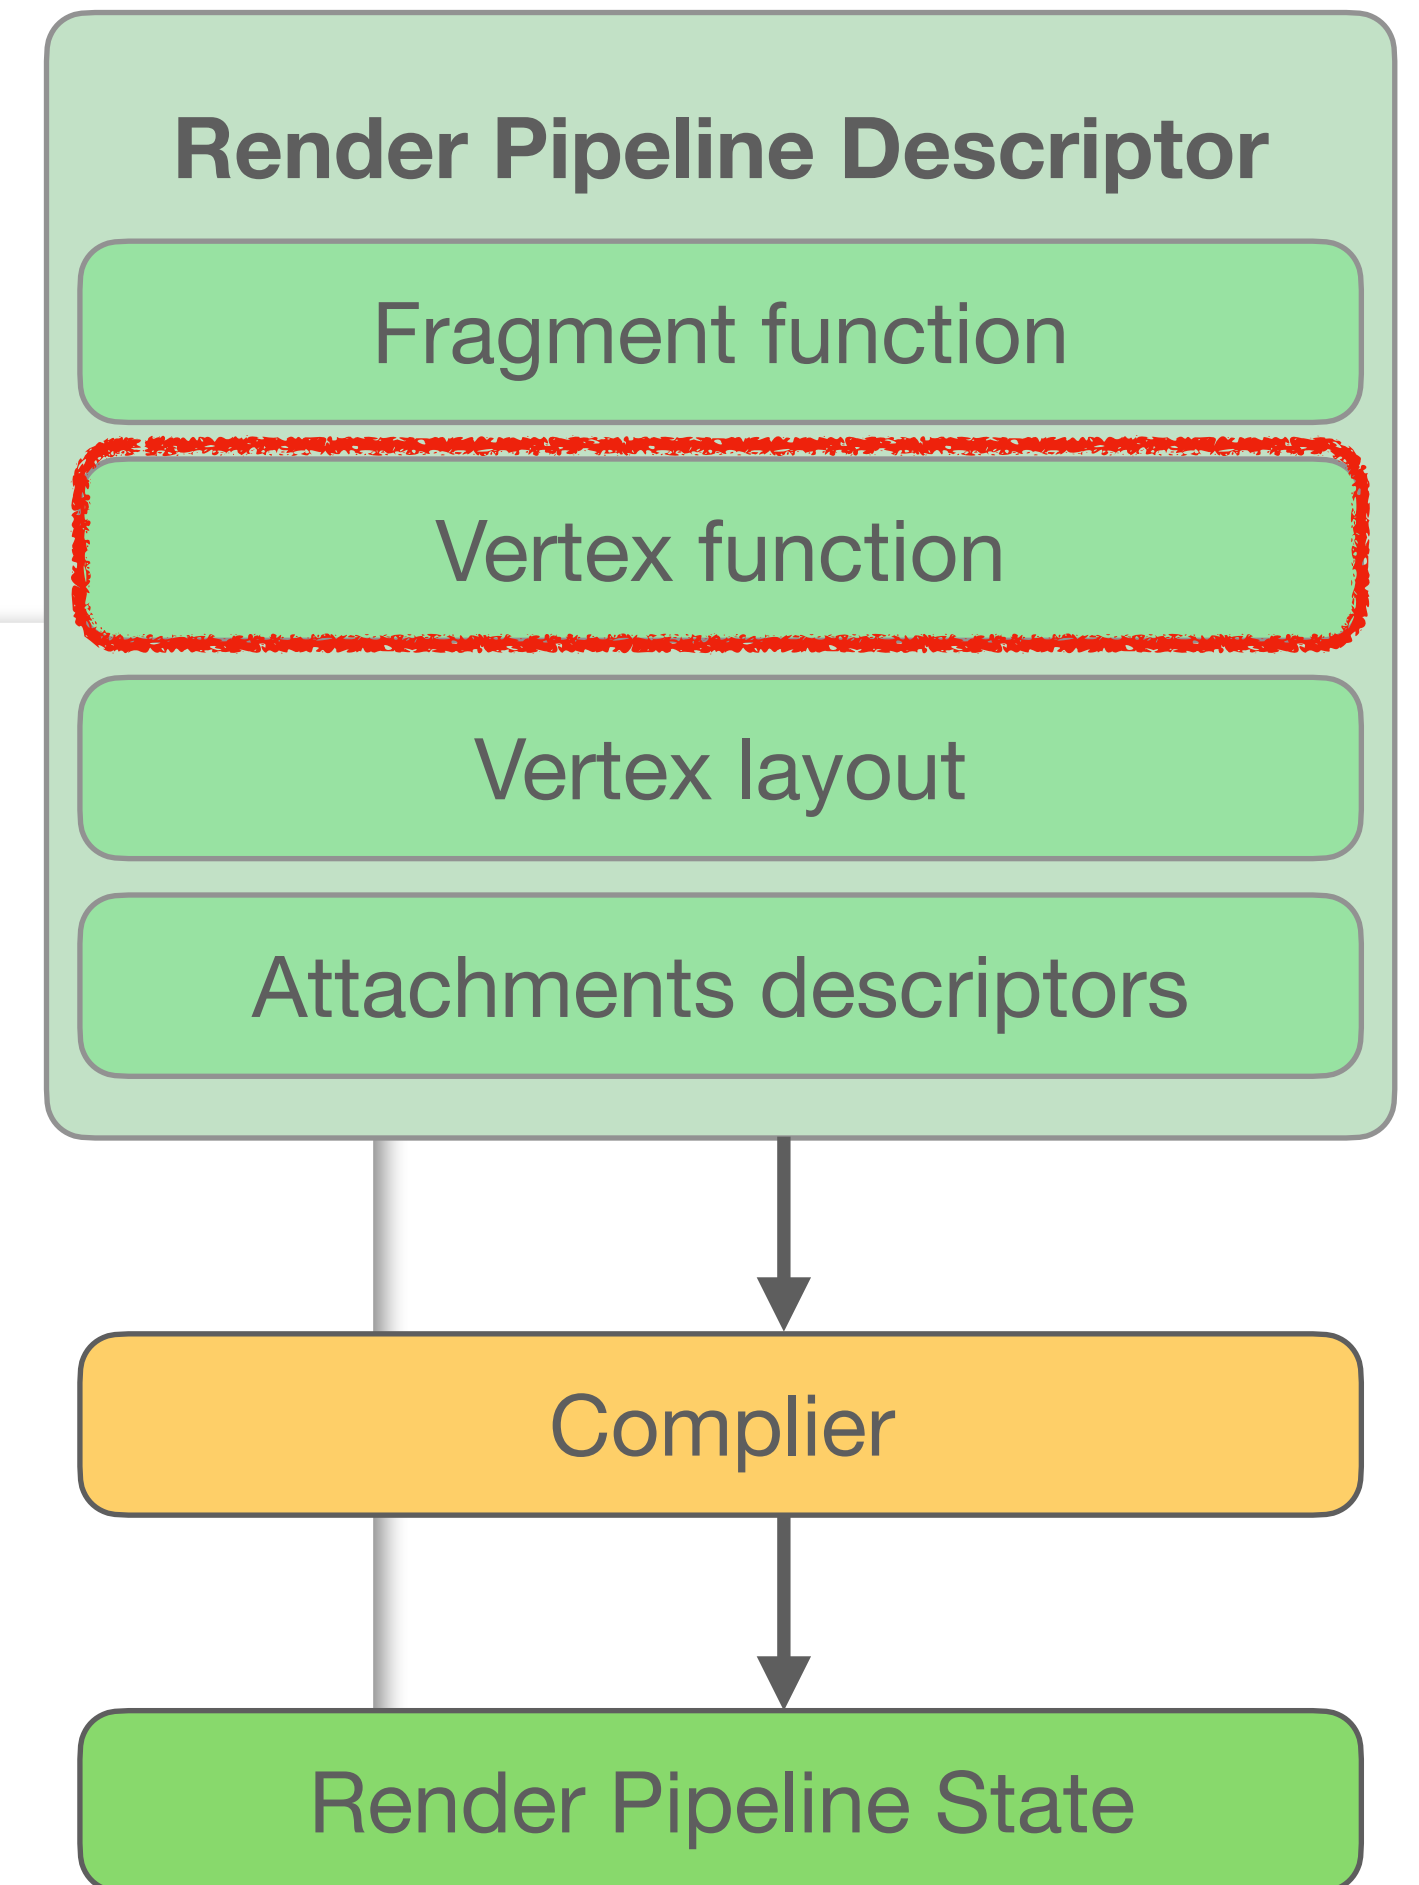 Render Pipeline Descriptor
Fragment function
Vertex function
Vertex layout
Attachments descriptors
Complier
Render Pipeline State